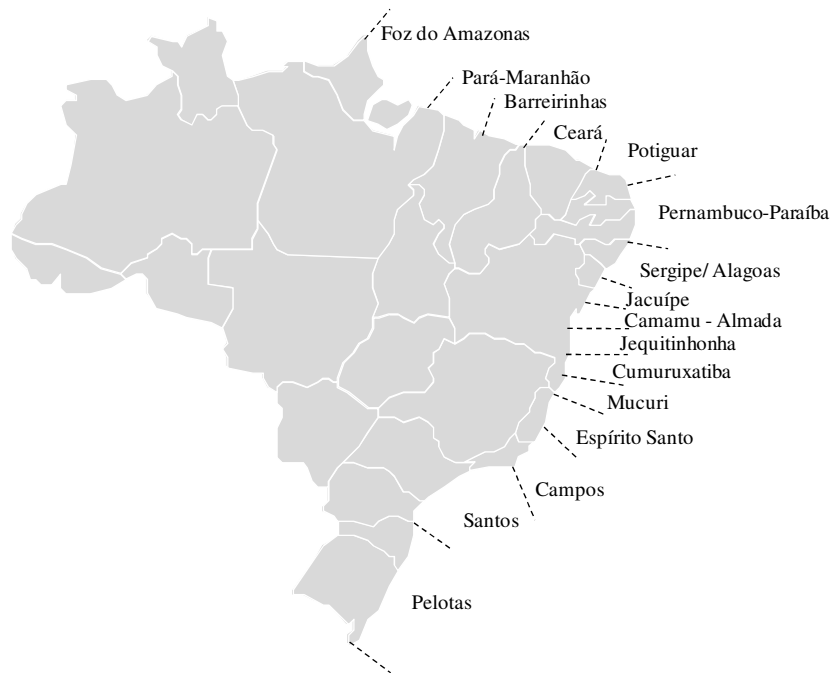 Foz do Amazonas
Pará-Maranhão
Barreirinhas
Ceará
Potiguar
Pernambuco-Paraíba
Sergipe/ Alagoas
Jacuípe
Camamu - Almada
Jequitinhonha
Cumuruxatiba
Mucuri
Espírito Santo
Campos
Santos
Pelotas